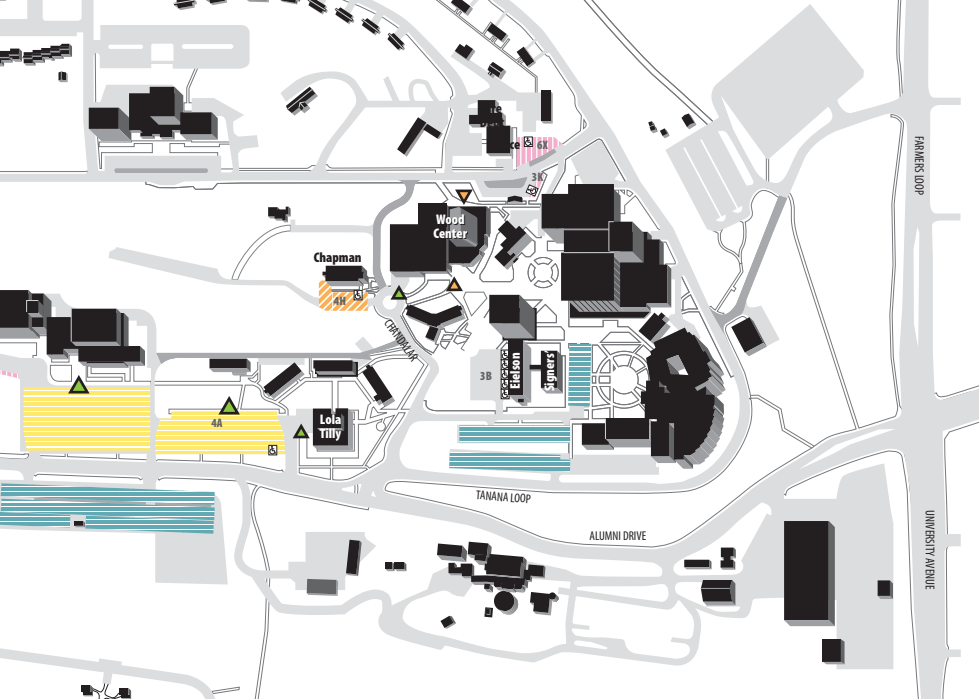 6X
3K
FARMERS LOOP
Wood
Center
Chapman
4H
CHANDALAR
3B
Eielson
Signers'
4A
Lola
Tilly
TANANA LOOP
ALUMNI DRIVE
UNIVERSITY AVENUE